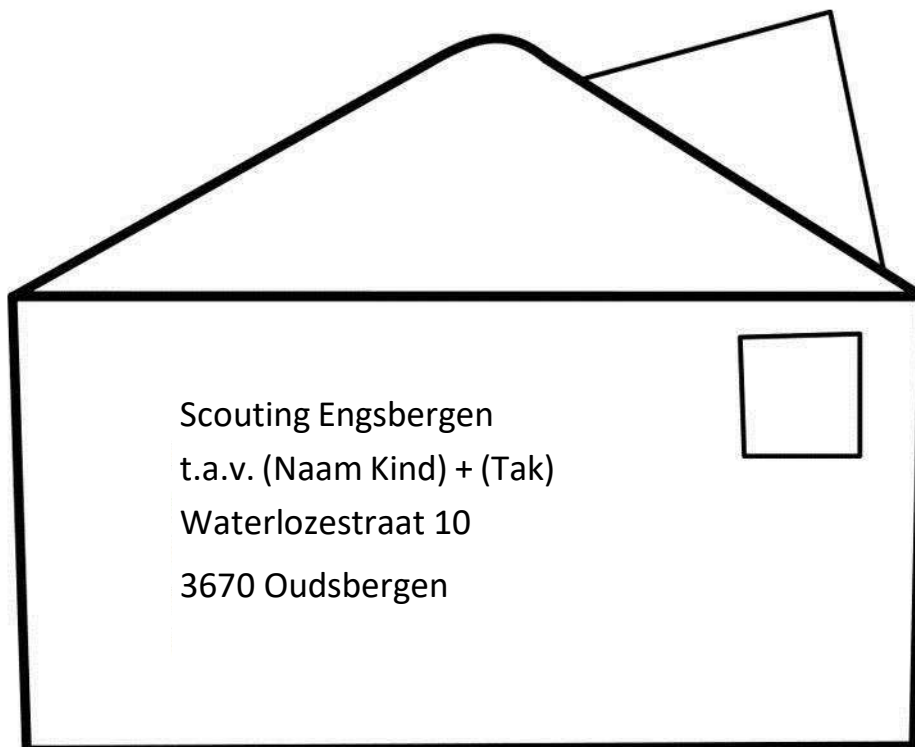 Scouting Engsbergen
t.a.v. (Naam Kind) + (Tak)
Waterlozestraat 10
3670 Oudsbergen